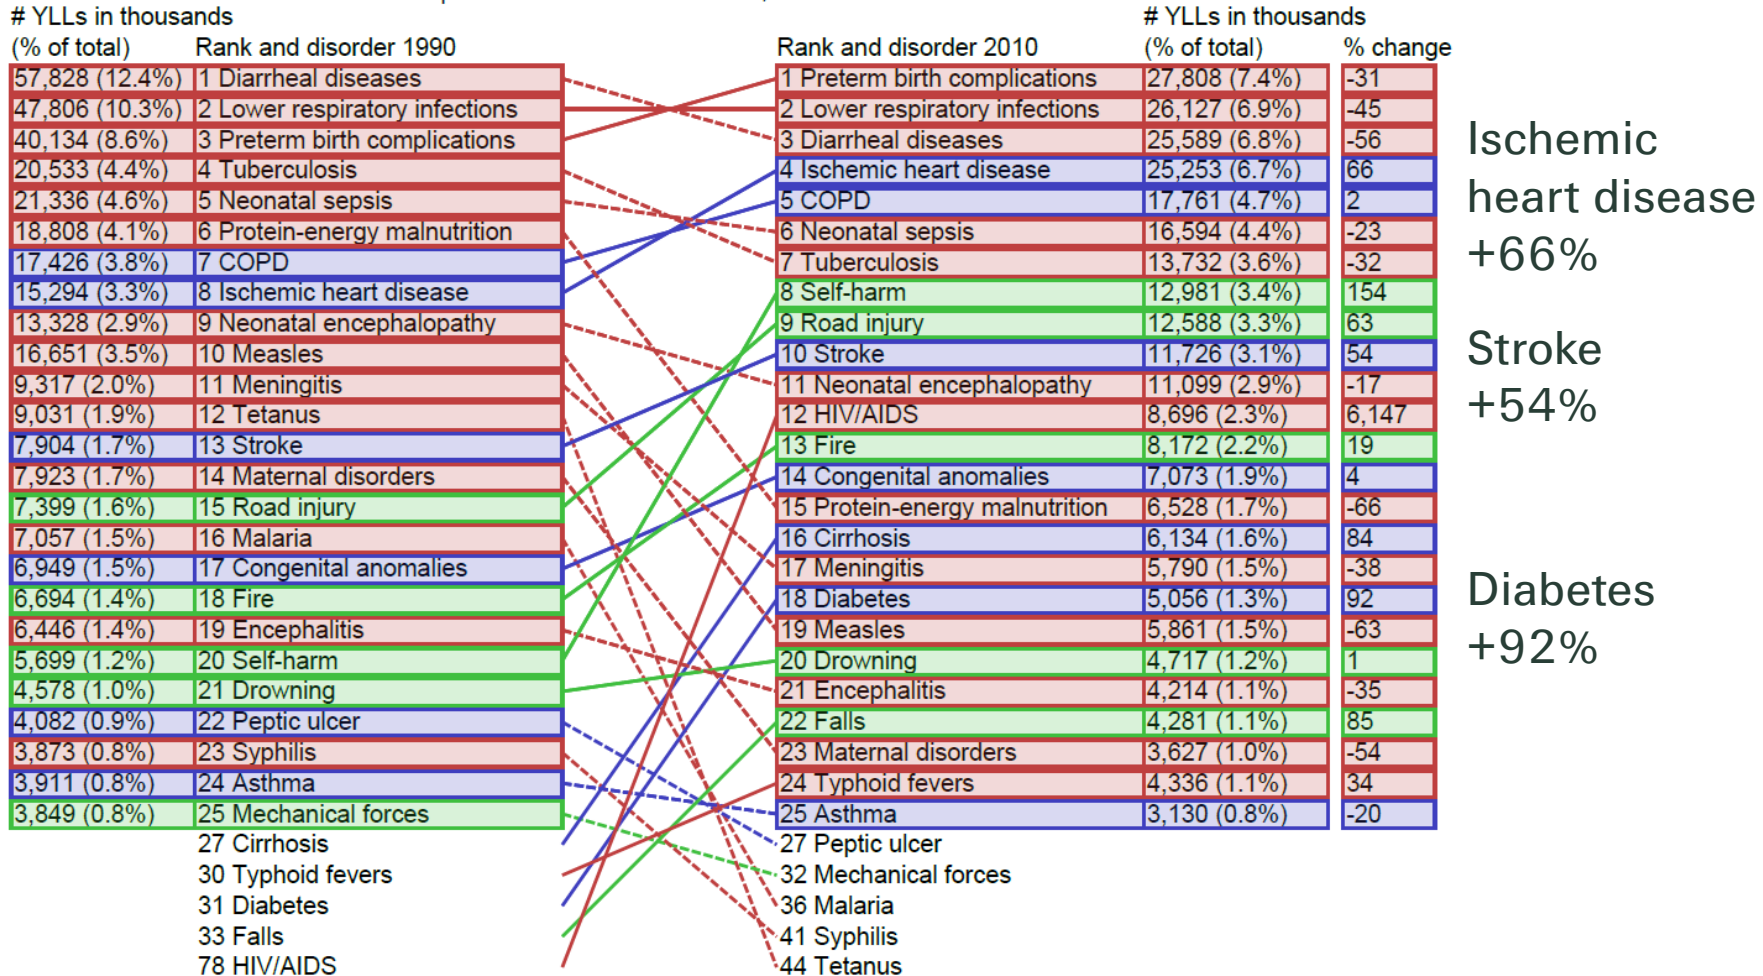 # YLLs in thousands # YLLs in thousands
(% of total) Rank and disorder 1990 Rank and disorder 2010 (% of total) % change
57,828 (12.4%) 1 Diarrheal diseases 1 Preterm birth complications 27,808 (7.4%) -31
47,806 (10.3%) 2 Lower respiratory infections 2 Lower respiratory infections 26,127 (6.9%) -45
40,134 (8.6%) 3 Preterm birth complications 3 Diarrheal diseases 25,589 (6.8%) -56
20,533 (4.4%) 4 Tuberculosis 4 Ischemic heart disease 25,253 (6.7%) 66
21,336 (4.6%) 5 Neonatal sepsis 5 COPD 17,761 (4.7%) 2
18,808 (4.1%) 6 Protein-energy malnutrition 6 Neonatal sepsis 16,594 (4.4%) -23
17,426 (3.8%) 7 COPD 7 Tuberculosis 13,732 (3.6%) -32
15,294 (3.3%) 8 Ischemic heart disease 8 Self-harm 12,981 (3.4%) 154
13,328 (2.9%) 9 Neonatal encephalopathy 9 Road injury 12,588 (3.3%) 63
16,651 (3.5%) 10 Measles 10 Stroke 11,726 (3.1%) 54
9,317 (2.0%) 11 Meningitis 11 Neonatal encephalopathy 11,099 (2.9%) -17
9,031 (1.9%) 12 Tetanus 12 HIV/AIDS 8,696 (2.3%) 6,147
7,904 (1.7%) 13 Stroke 13 Fire 8,172 (2.2%) 19
7,923 (1.7%) 14 Maternal disorders 14 Congenital anomalies 7,073 (1.9%) 4
7,399 (1.6%) 15 Road injury 15 Protein-energy malnutrition 6,528 (1.7%) -66
7,057 (1.5%) 16 Malaria 16 Cirrhosis 6,134 (1.6%) 84
6,949 (1.5%) 17 Congenital anomalies 17 Meningitis 5,790 (1.5%) -38
6,694 (1.4%) 18 Fire 18 Diabetes 5,056 (1.3%) 92
6,446 (1.4%) 19 Encephalitis 19 Measles 5,861 (1.5%) -63
5,699 (1.2%) 20 Self-harm 20 Drowning 4,717 (1.2%) 1
4,578 (1.0%) 21 Drowning 21 Encephalitis 4,214 (1.1%) -35
4,082 (0.9%) 22 Peptic ulcer 22 Falls 4,281 (1.1%) 85
3,873 (0.8%) 23 Syphilis 23 Maternal disorders 3,627 (1.0%) -54
3,911 (0.8%) 24 Asthma 24 Typhoid fevers 4,336 (1.1%) 34
3,849 (0.8%) 25 Mechanical forces 25 Asthma 3,130 (0.8%) -20
27 Cirrhosis 27 Peptic ulcer
30 Typhoid fevers 32 Mechanical forces
31 Diabetes 36 Malaria
33 Falls 41 Syphilis
78 HIV/AIDS 44 Tetanus
Ischemic
heart disease
+66%
Stroke
+54%
Diabetes
+92%